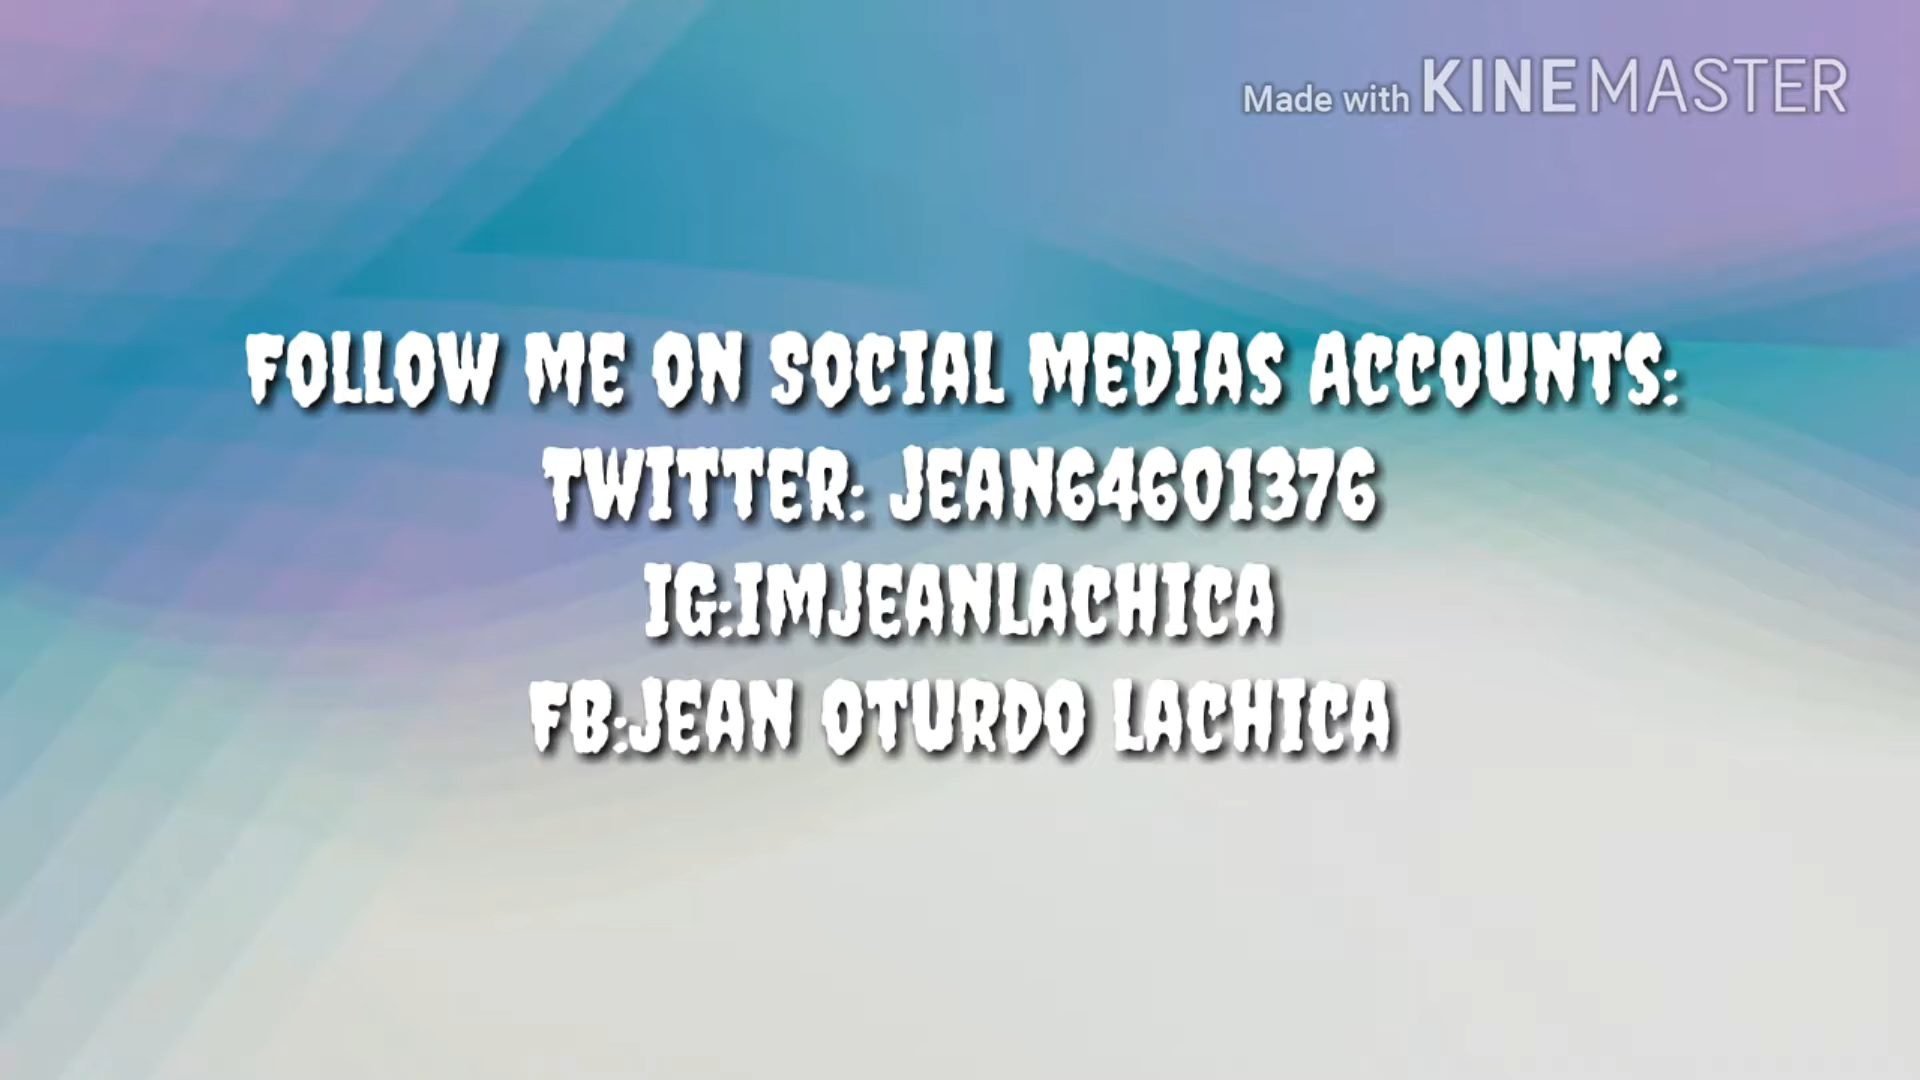 Made with KINEMASTER
FOLLOW ME ON SOCIAL MEDIAS ACCOUNTS:
TWITTER: JEAN64601376
IG:IMJEANLACHICA
FB:JEAN OTURDO LACHICA